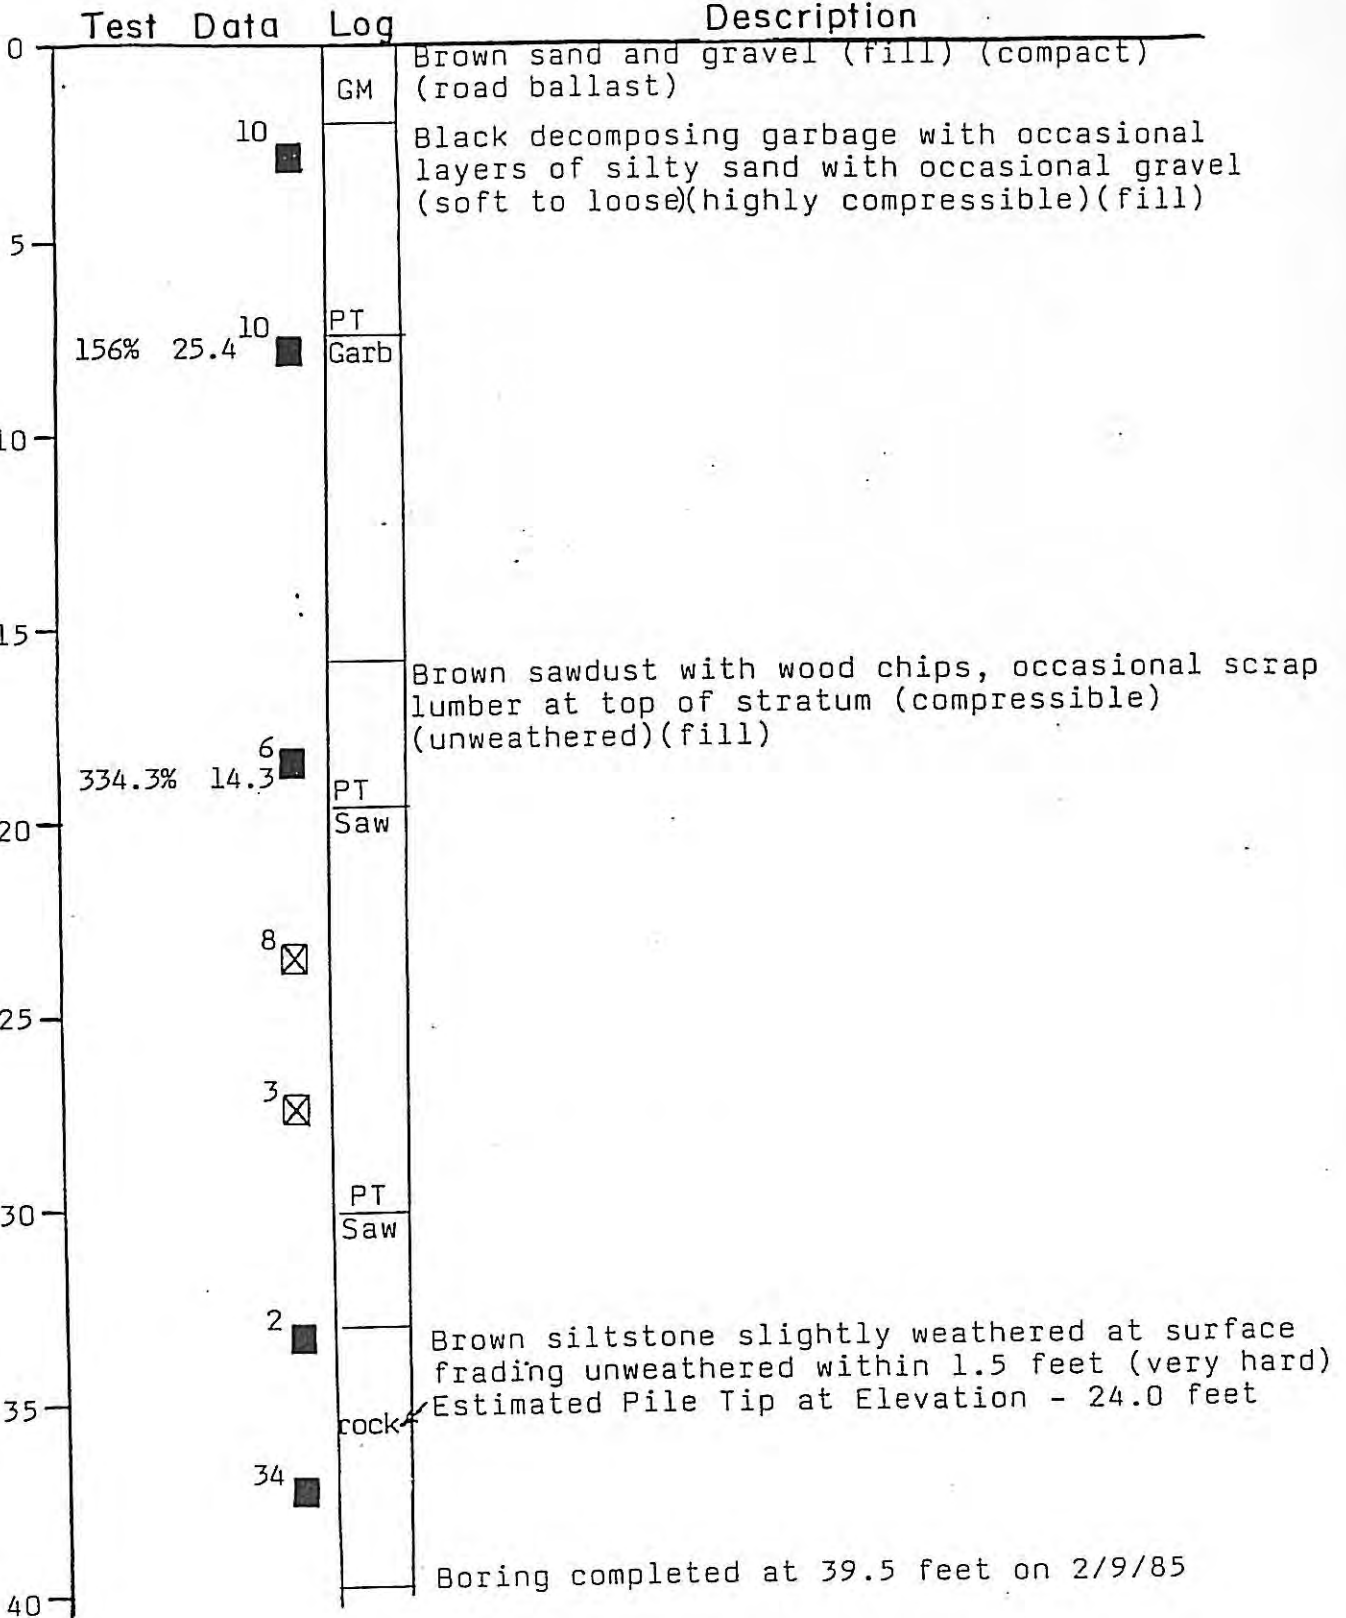 Test Data Log Description
0
Brown sand and gravel (fill) (compact)
GM (road ballast)
10 Black decomposing garbage with occasional
layers of silty sand with occasional gravel
(soft to loose)(highly compressible)(fill)
5
PT
156% 25.4 10 Garb
10
15
Brown sawdust with wood chips, occasional scrap
lumber at top of stratum (compressible)
(unweathered)(fill)
6
334.3% 14.3 PT
20 Saw
8
25
3
PT
30
Saw
2
Brown siltstone slightly weathered at surface
frading unweathered within 1.5 feet (very hard)
35 Estimated Pile Tip at Elevation - 24.0 feet
rock
34
Boring completed at 39.5 feet on 2/9/85
40